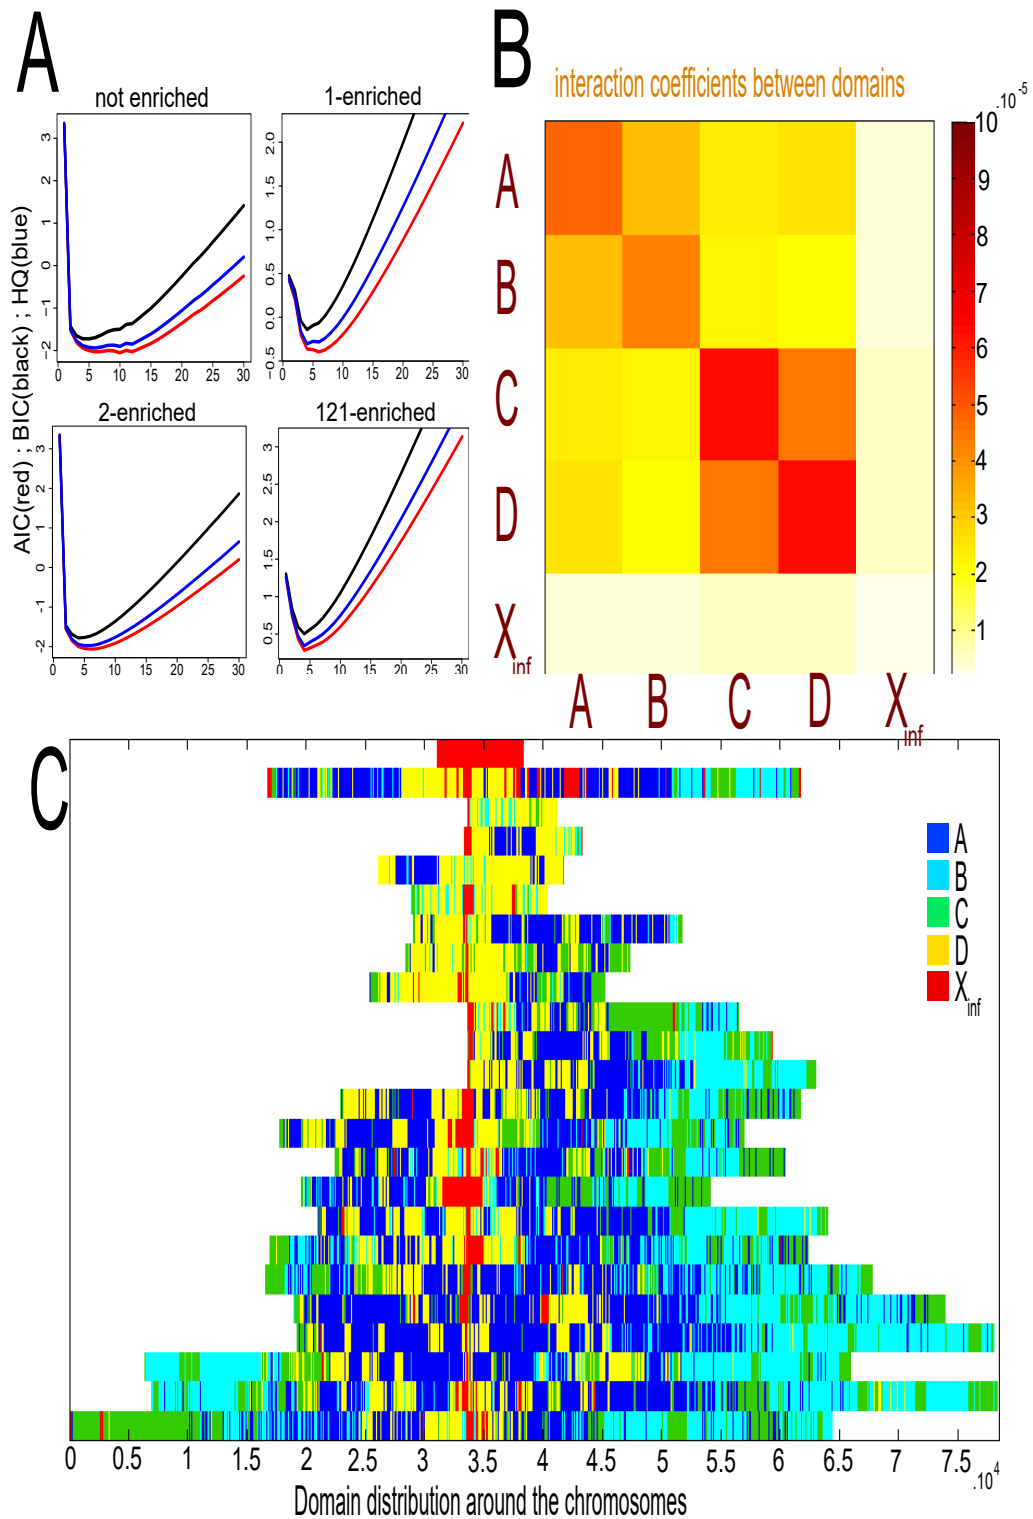 A
B
interaction coefficients between domains
.10⁻⁵
not enriched
1-enriched
2-enriched
121-enriched
AIC(red) ; BIC(black) ; HQ(blue)
3
2
1
0
-1
-2
0 5 10 15 20 25 30
2.0
1.5
1.0
0.5
0.0
-0.5
0 5 10 15 20 25 30
3
2
1
0
-1
-2
0 5 10 15 20 25 30
3
2.5
2
1.5
1
0.5
0 5 10 15 20 25 30
A
B
C
D
Xinf
A B C D Xinf
10
9
8
7
6
5
4
3
2
1
C
A
B
C
D
Xinf
0 0.5 1 1.5 2 2.5 3 3.5 4 4.5 5 5.5 6 6.5 7 7.5
.10⁴
Domain distribution around the chromosomes